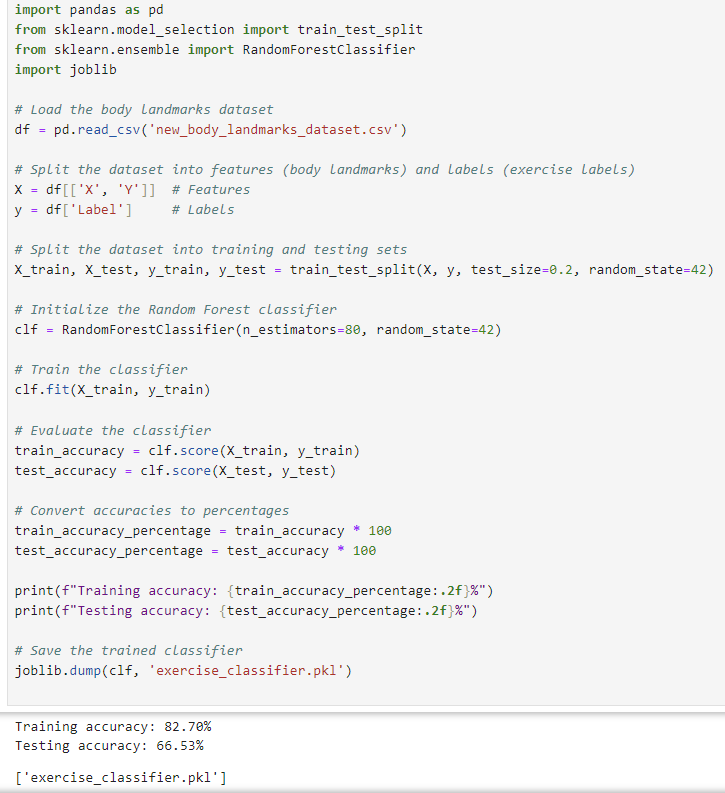 import pandas as pd
from sklearn.model_selection import train_test_split
from sklearn.ensemble import RandomForestClassifier
import joblib
# Load the body landmarks dataset
df = pd.read_csv('new_body_landmarks_dataset.csv')
# Split the dataset into features (body landmarks) and labels (exercise labels)
X = df[['X', 'Y']]  # Features
y = df['Label']     # Labels
# Split the dataset into training and testing sets
X_train, X_test, y_train, y_test = train_test_split(X, y, test_size=0.2, random_state=42)
# Initialize the Random Forest classifier
clf = RandomForestClassifier(n_estimators=80, random_state=42)
# Train the classifier
clf.fit(X_train, y_train)
# Evaluate the classifier
train_accuracy = clf.score(X_train, y_train)
test_accuracy = clf.score(X_test, y_test)
# Convert accuracies to percentages
train_accuracy_percentage = train_accuracy * 100
test_accuracy_percentage = test_accuracy * 100
print(f"Training accuracy: {train_accuracy_percentage:.2f}%")
print(f"Testing accuracy: {test_accuracy_percentage:.2f}%")
# Save the trained classifier
joblib.dump(clf, 'exercise_classifier.pkl')
Training accuracy: 82.70%
Testing accuracy: 66.53%
['exercise_classifier.pkl']